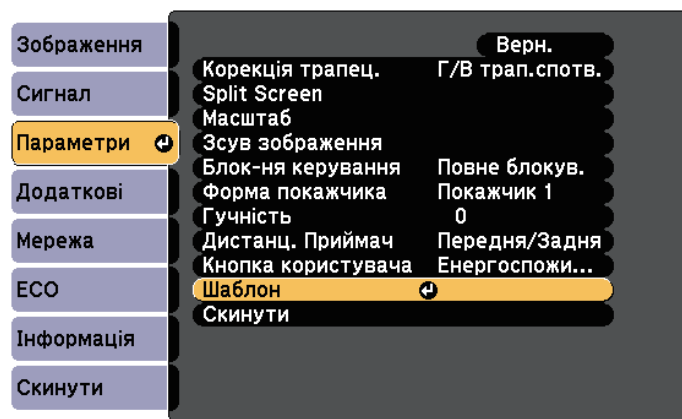 Зображення
Сигнал
Параметри
Додаткові
Мережа
ECO
Інформація
Скинути
Верн.
Корекція трапец. Г/В трап.спотв.
Split Screen
Масштаб
Зсув зображення
Блок-ня керування Повне блокув.
Форма покажчика Покажчик 1
Гучність 0
Дистанц. Приймач Передня/Задня
Кнопка користувача Енергоспожи...
Шаблон
Скинути